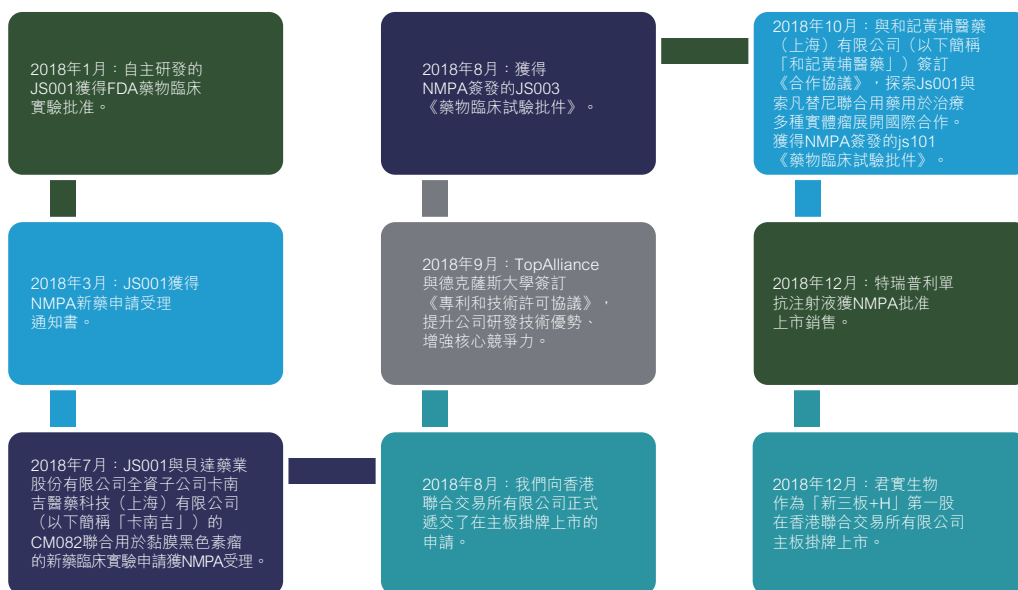 2018年1月：自主研發的
JS001獲得FDA藥物臨床
實驗批准。
2018年3月：JS001獲得
NMPA新藥申請受理
通知書。
2018年7月：JS001與貝達藥業
股份有限公司全資子公司卡南
吉醫藥科技（上海）有限公司
（以下簡稱「卡南吉」）的
CM082聯合用於黏膜黑色素瘤
的新藥臨床實驗申請獲NMPA受理。
2018年8月：我們向香港
聯合交易所有限公司正式
遞交了在主板掛牌上市的
申請。
2018年9月：TopAlliance
與德克薩斯大學簽訂
《專利和技術許可協議》，
提升公司研發技術優勢、
增強核心競爭力。
2018年8月：獲得
NMPA簽發的JS003
《藥物臨床試驗批件》。
2018年10月：與和記黃埔醫藥
（上海）有限公司（以下簡稱
「和記黃埔醫藥」）簽訂
《合作協議》，探索Js001與
索凡替尼聯合用藥用於治療
多種實體瘤展開國際合作。
獲得NMPA簽發的js101
《藥物臨床試驗批件》。
2018年12月：特瑞普利單
抗注射液獲NMPA批准
上市銷售。
2018年12月：君實生物
作為「新三板+H」第一股
在香港聯合交易所有限公司
主板掛牌上市。